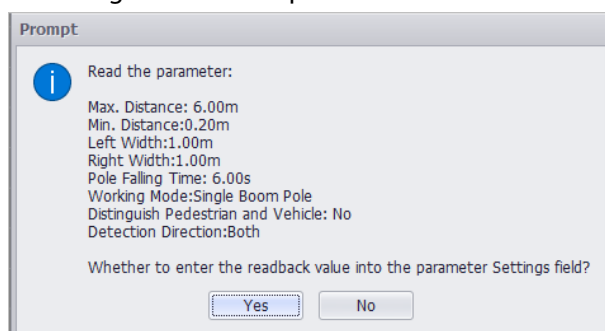 Prompt
Read the parameter:
Max. Distance: 6.00m
Min. Distance:0.20m
Left Width:1.00m
Right Width:1.00m
Pole Falling Time: 6.00s
Working Mode:Single Boom Pole
Distinguish Pedestrian and Vehicle: No
Detection Direction:Both
Whether to enter the readback value into the parameter Settings field?
Yes No